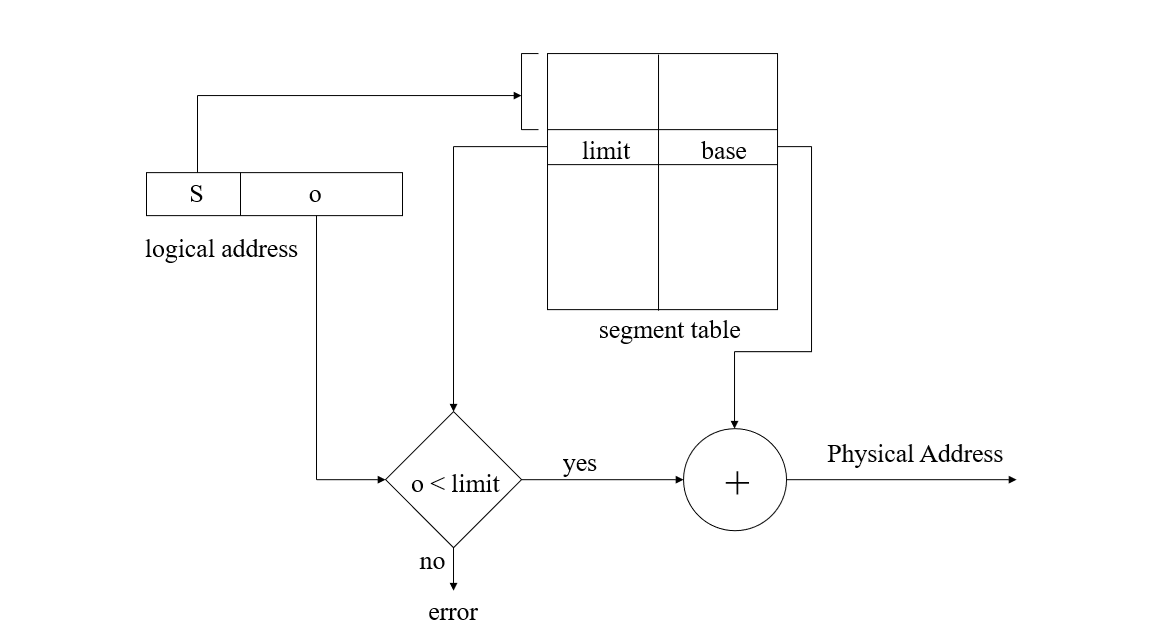 limit
base
S
o
logical address
segment table
Physical Address
yes
o < limit
+
no
error